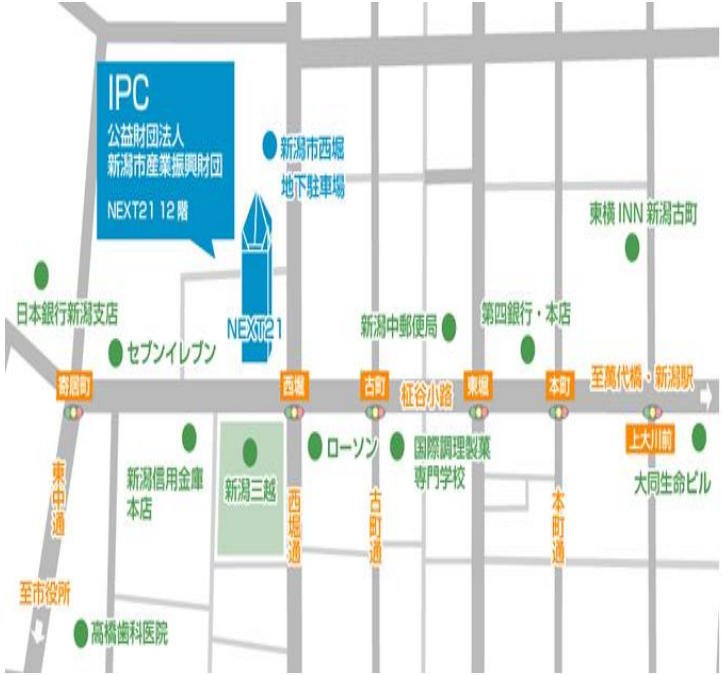 IPC
公益財団法人
新潟市産業振興財団
NEXT21 12階
新潟市西堀
地下駐車場
東横 INN 新潟古町
日本銀行新潟支店
セブンイレブン
NEXT21
新潟中郵便局
第四銀行・本店
寄居町
西堀
古町
柾谷小路
東堀
本町
至萬代橋・新潟駅
上大川前
東中通
新潟信用金庫
本店
新潟三越
ローソン
国際調理製菓
専門学校
大同生命ビル
西堀通
古町通
本町通
至市役所
高橋歯科医院